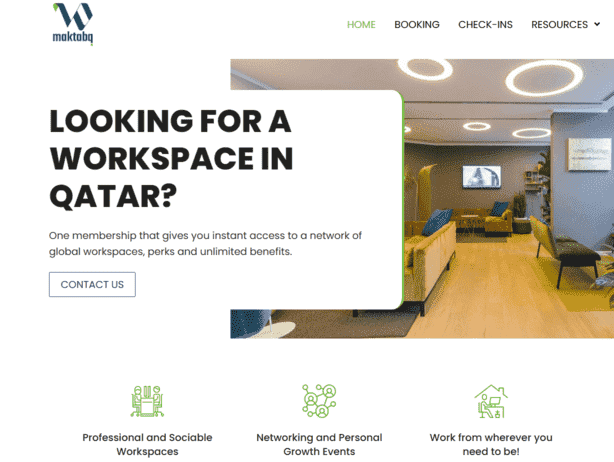 maktabq
HOME BOOKING CHECK-INS RESOURCES
LOOKING FOR A
WORKSPACE IN
QATAR?
One membership that gives you instant access to a network of
global workspaces, perks and unlimited benefits.
CONTACT US
Professional and Sociable
Workspaces
Networking and Personal
Growth Events
Work from wherever you
need to be!